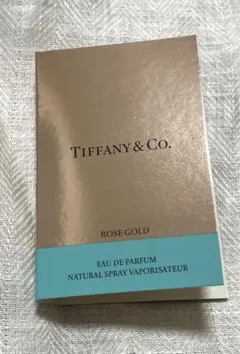 TIFFANY & CO.
ROSE GOLD
EAU DE PARFUM
NATURAL SPRAY VAPORISATEUR